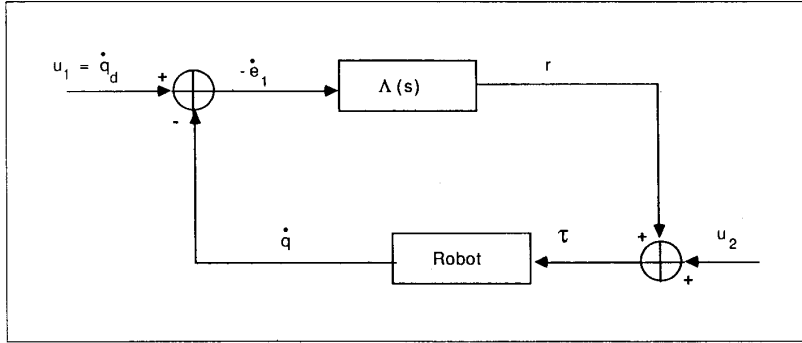 u₁ = q̇_d
+
-
-ė₁
Λ(s)
r
q̇
Robot
τ
+
+
u₂